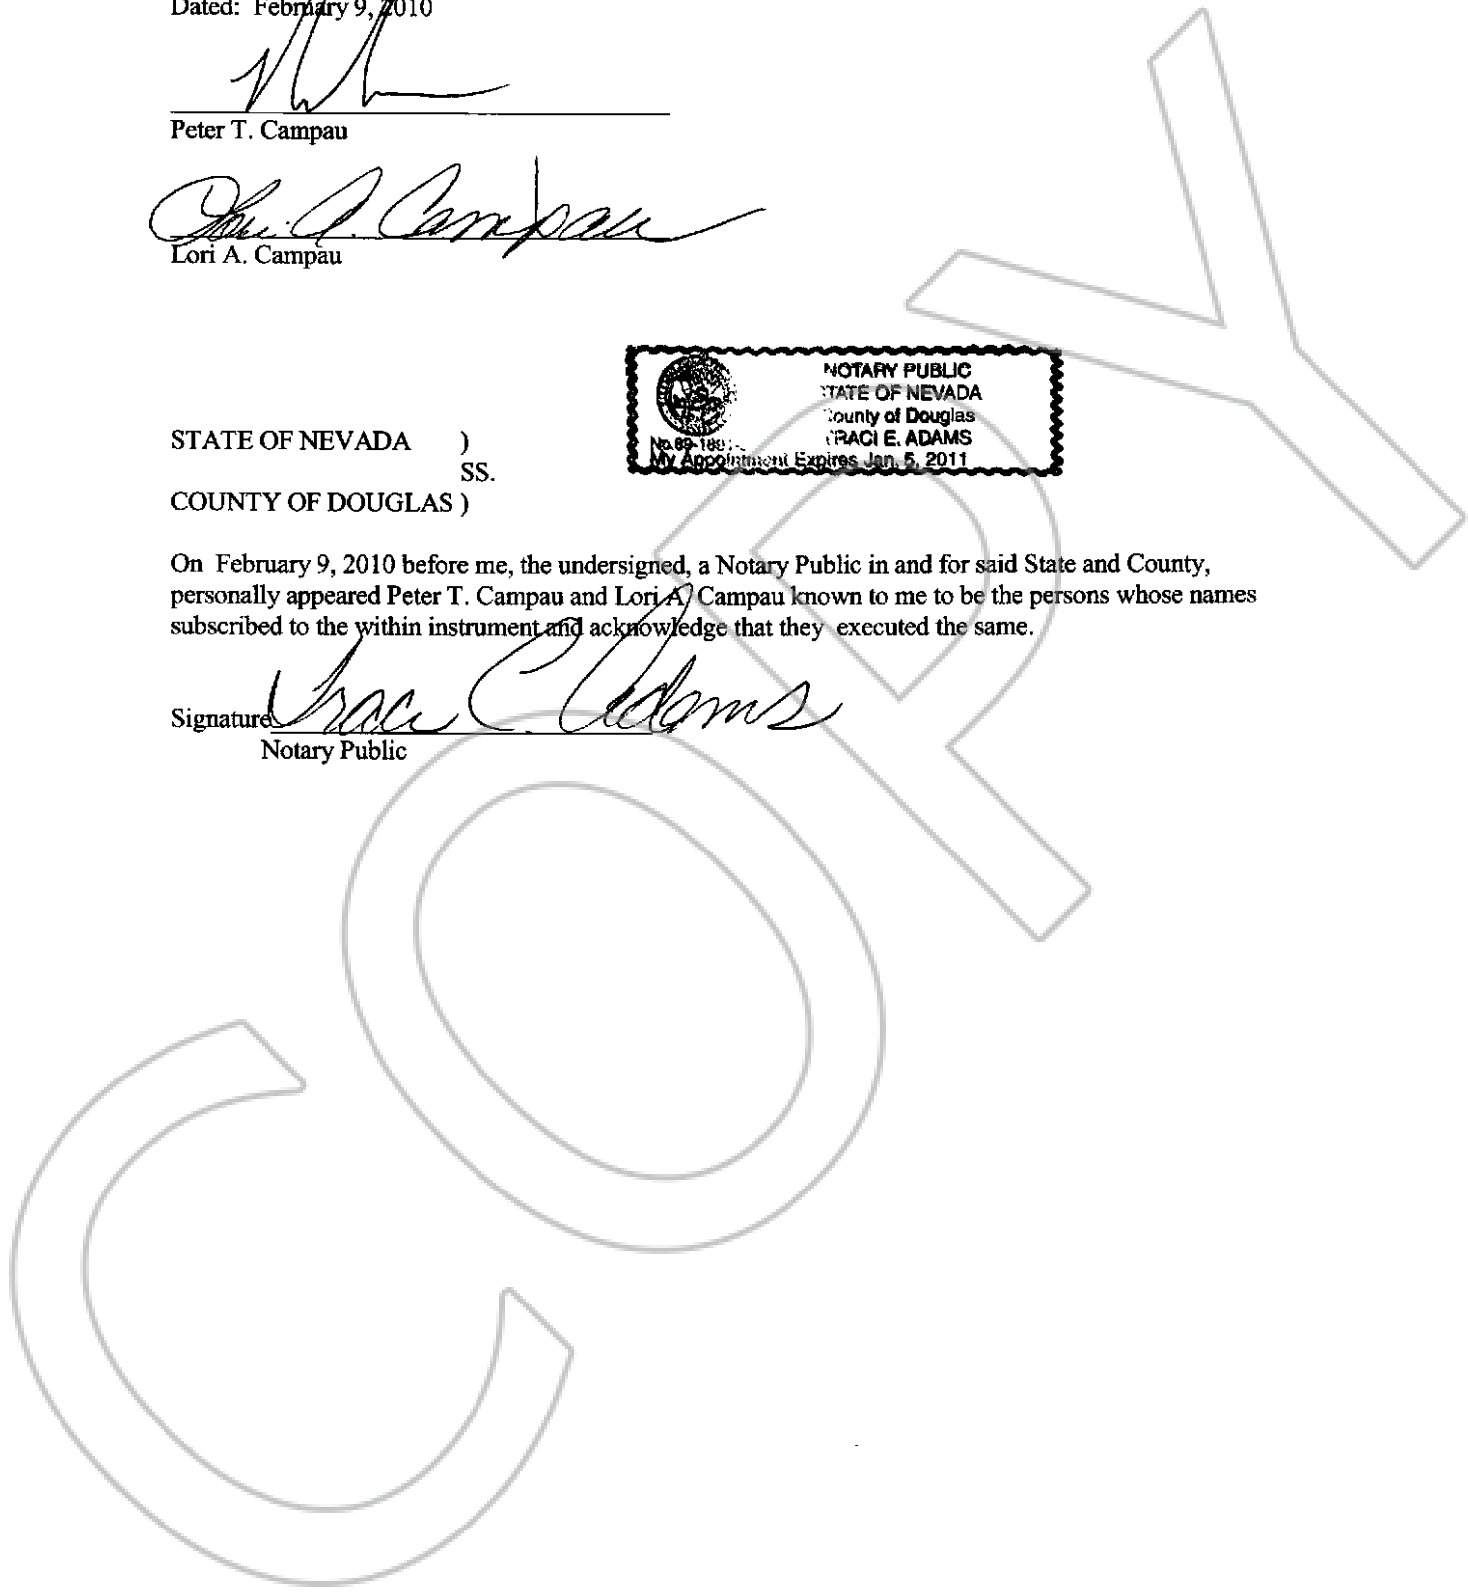 Dated: February 9, 2010
Peter T. Campau
Lori A. Campau
Lori A. Campau
NOTARY PUBLIC
STATE OF NEVADA
County of Douglas
TRACI E. ADAMS
My Appointment Expires Jan. 5, 2011
STATE OF NEVADA )
SS.
COUNTY OF DOUGLAS )
On February 9, 2010 before me, the undersigned, a Notary Public in and for said State and County,
personally appeared Peter T. Campau and Lori A. Campau known to me to be the persons whose names
subscribed to the within instrument and acknowledge that they executed the same.
Signature Traci E. Adams
Notary Public
COPY